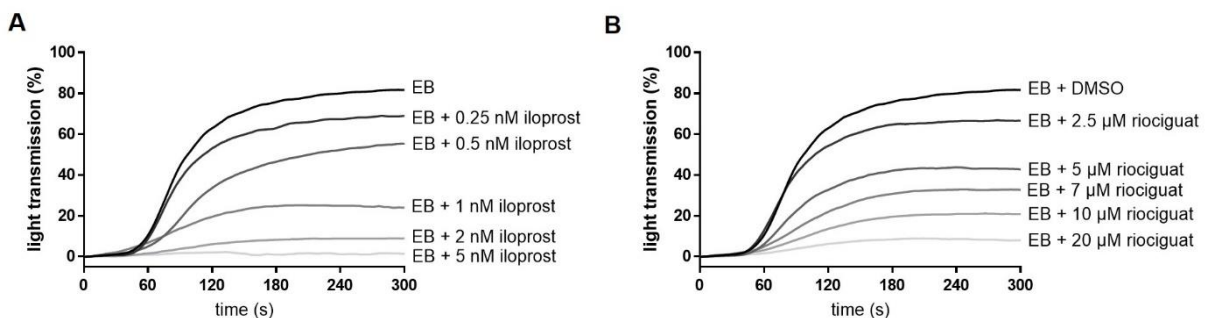 A
light transmission (%)
100
80
60
40
20
0
0 60 120 180 240 300
time (s)
EB
EB + 0.25 nM iloprost
EB + 0.5 nM iloprost
EB + 1 nM iloprost
EB + 2 nM iloprost
EB + 5 nM iloprost
B
light transmission (%)
100
80
60
40
20
0
0 60 120 180 240 300
time (s)
EB + DMSO
EB + 2.5 µM riociguat
EB + 5 µM riociguat
EB + 7 µM riociguat
EB + 10 µM riociguat
EB + 20 µM riociguat